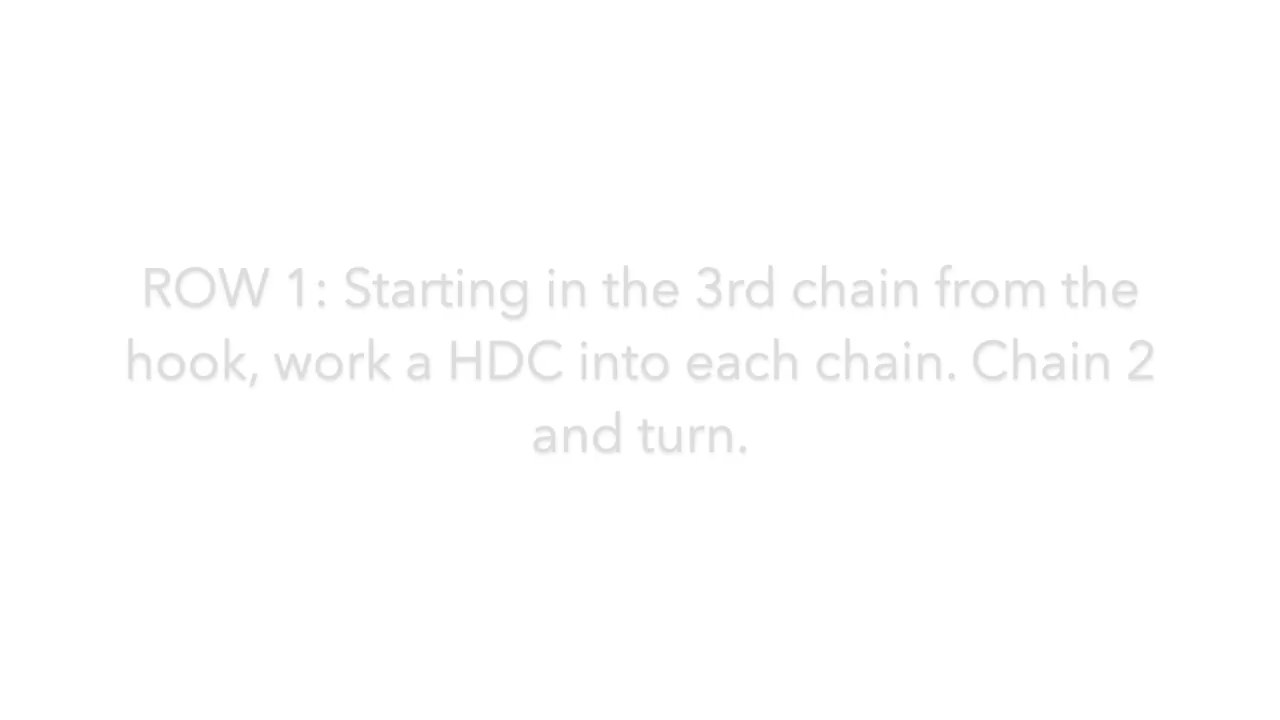 ROW 1: Starting in the 3rd chain from the
hook, work a HDC into each chain. Chain 2
and turn.